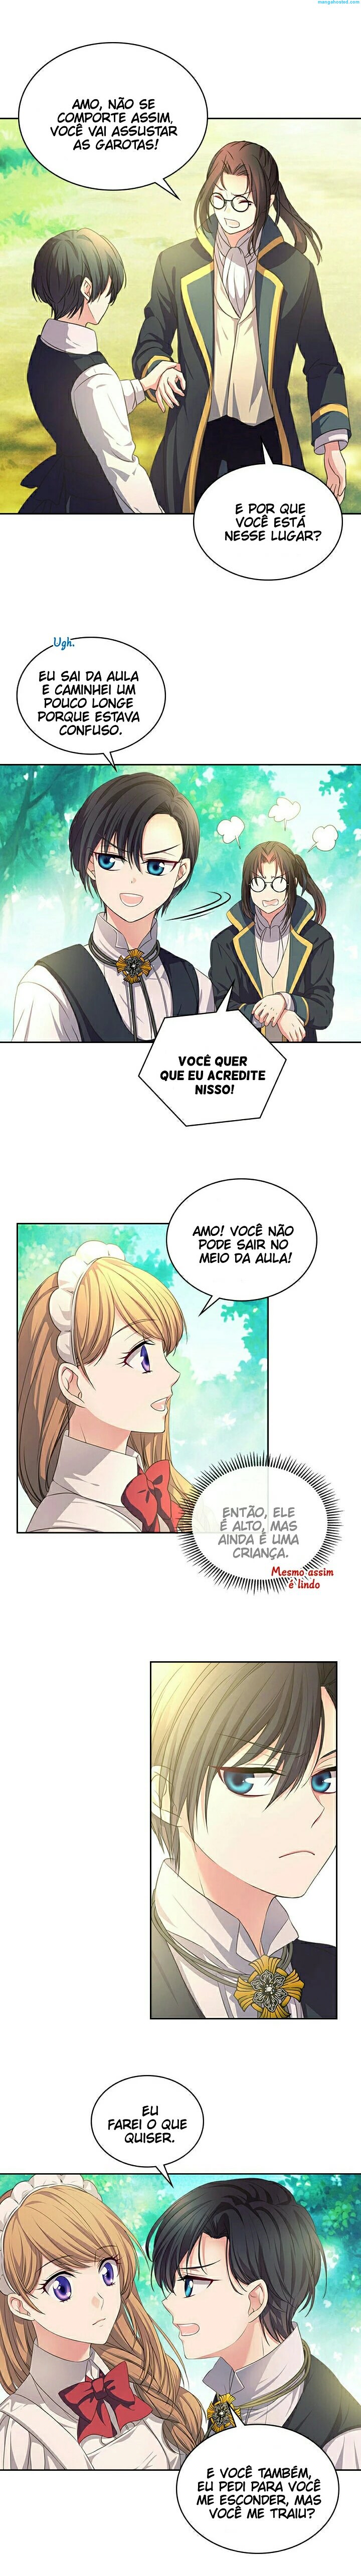 mangahosted.com
AMO, NÃO SE
COMPORTE ASSIM,
VOCÊ VAI ASSUSTAR
AS GAROTAS!
E POR QUE
VOCÊ ESTÁ
NESSE LUGAR?
Ugh.
EU SAI DA AULA
E CAMINHEI UM
POUCO LONGE
PORQUE ESTAVA
CONFUSO.
VOCÊ QUER
QUE EU ACREDITE
NISSO!
AMO! VOCÊ NÃO
PODE SAIR NO
MEIO DA AULA!
ENTÃO, ELE
É ALTO, MAS
AINDA É UMA
CRIANÇA.
Mesmo assim
é lindo
EU
FAREI O QUE
QUISER.
E VOCÊ TAMBÉM,
EU PEDI PARA VOCÊ
ME ESCONDER, MAS
VOCÊ ME TRAIU?